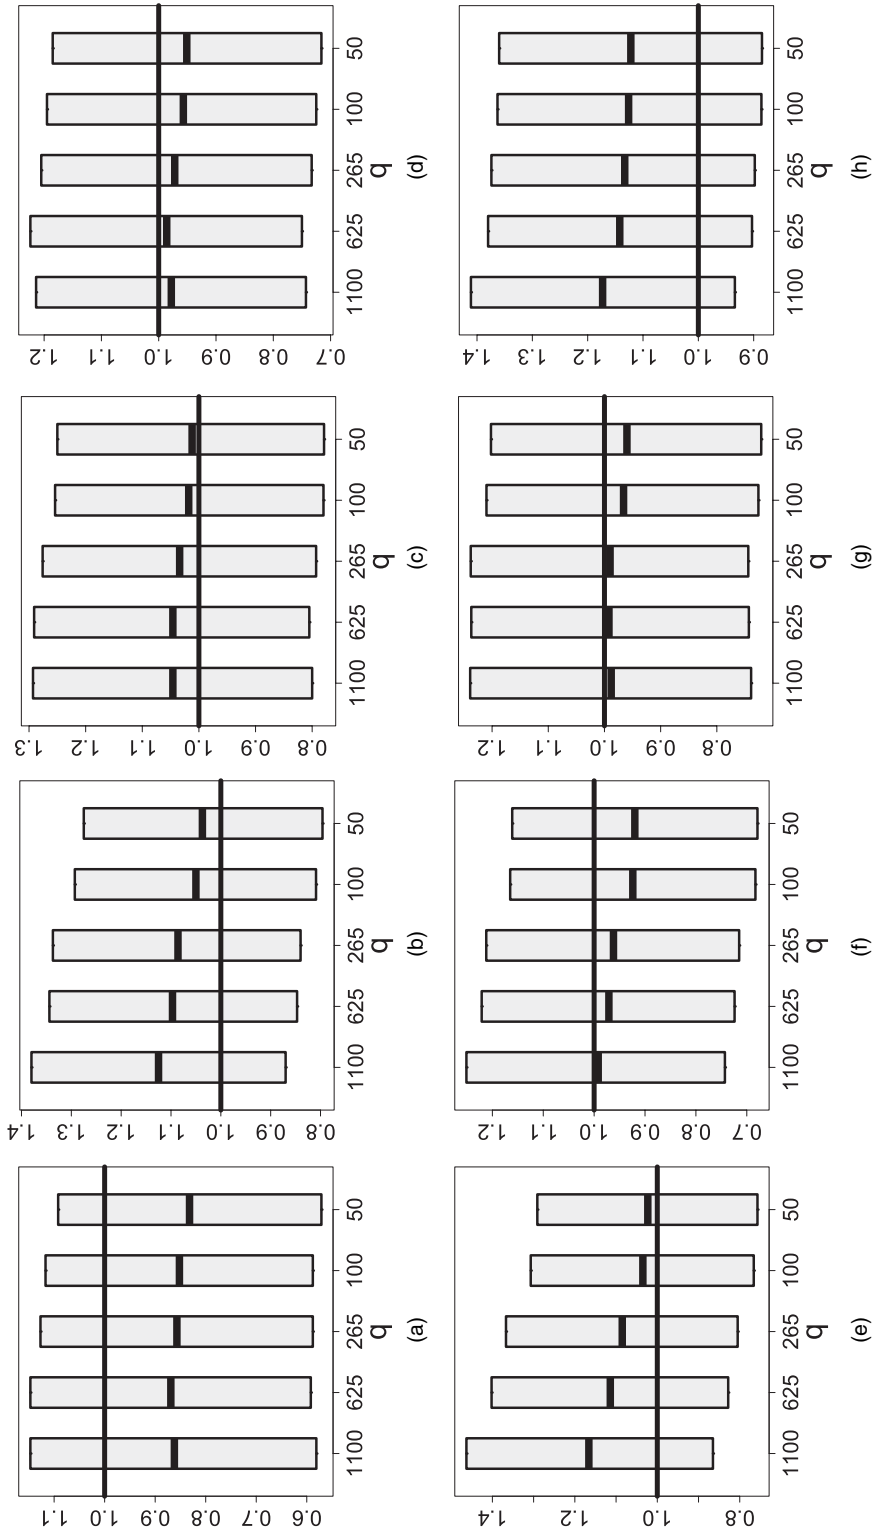 1.1 1.0 0.9 0.8 0.7 0.6
1100 625 265 100 50
q
(a)
1.4 1.3 1.2 1.1 1.0 0.9 0.8
1100 625 265 100 50
q
(b)
1.3 1.2 1.1 1.0 0.9 0.8
1100 625 265 100 50
q
(c)
1.2 1.1 1.0 0.9 0.8 0.7
1100 625 265 100 50
q
(d)
1.4 1.2 1.0 0.8
1100 625 265 100 50
q
(e)
1.2 1.1 1.0 0.9 0.8 0.7
1100 625 265 100 50
q
(f)
1.2 1.1 1.0 0.9 0.8
1100 625 265 100 50
q
(g)
1.4 1.3 1.2 1.1 1.0 0.9
1100 625 265 100 50
q
(h)